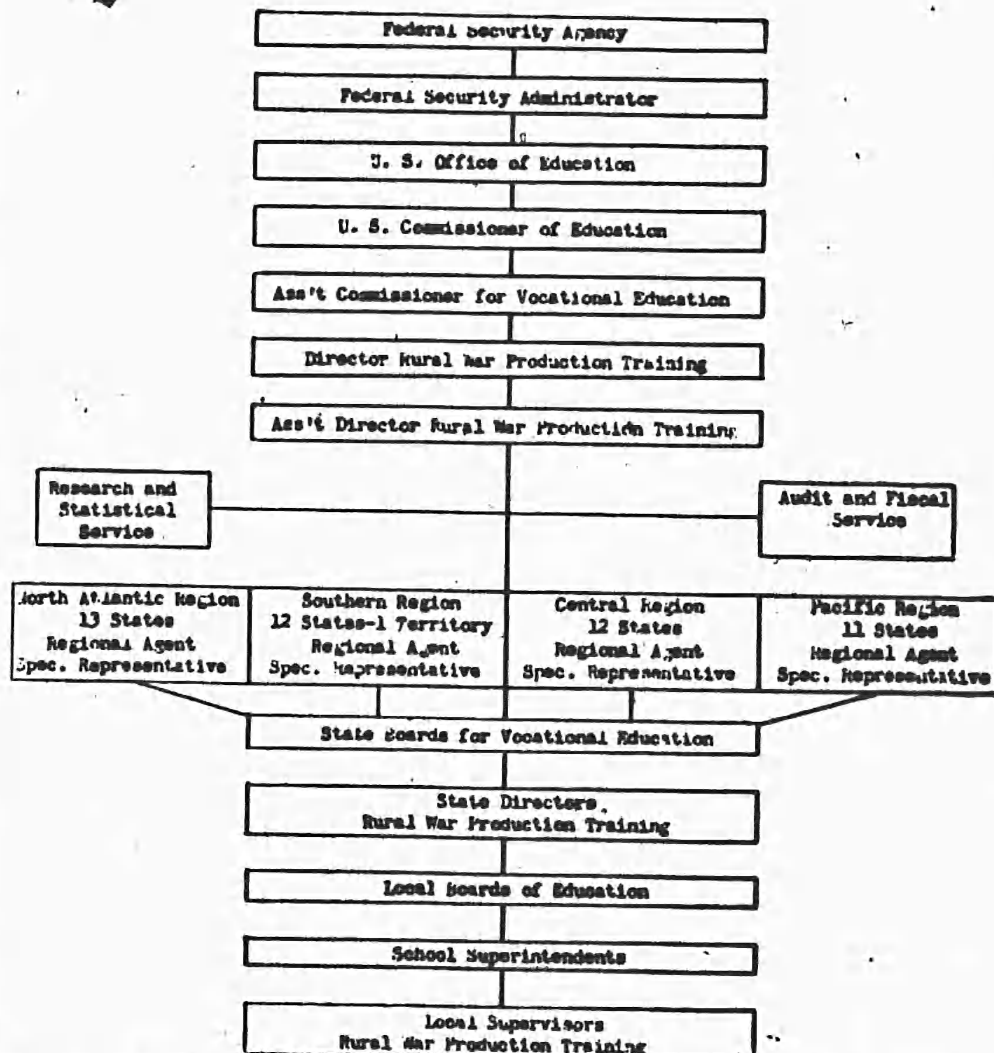 Federal Security Agency
Federal Security Administrator
U. S. Office of Education
U. S. Commissioner of Education
Ass't Commissioner for Vocational Education
Director Rural War Production Training
Ass't Director Rural War Production Training
Research and
Statistical
Service
Audit and Fiscal
Service
North Atlantic Region
13 States
Regional Agent
Spec. Representative
Southern Region
12 States-1 Territory
Regional Agent
Spec. Representative
Central Region
12 States
Regional Agent
Spec. Representative
Pacific Region
11 States
Regional Agent
Spec. Representative
State Boards for Vocational Education
State Directors
Rural War Production Training
Local Boards of Education
School Superintendents
Local Supervisors
Rural War Production Training